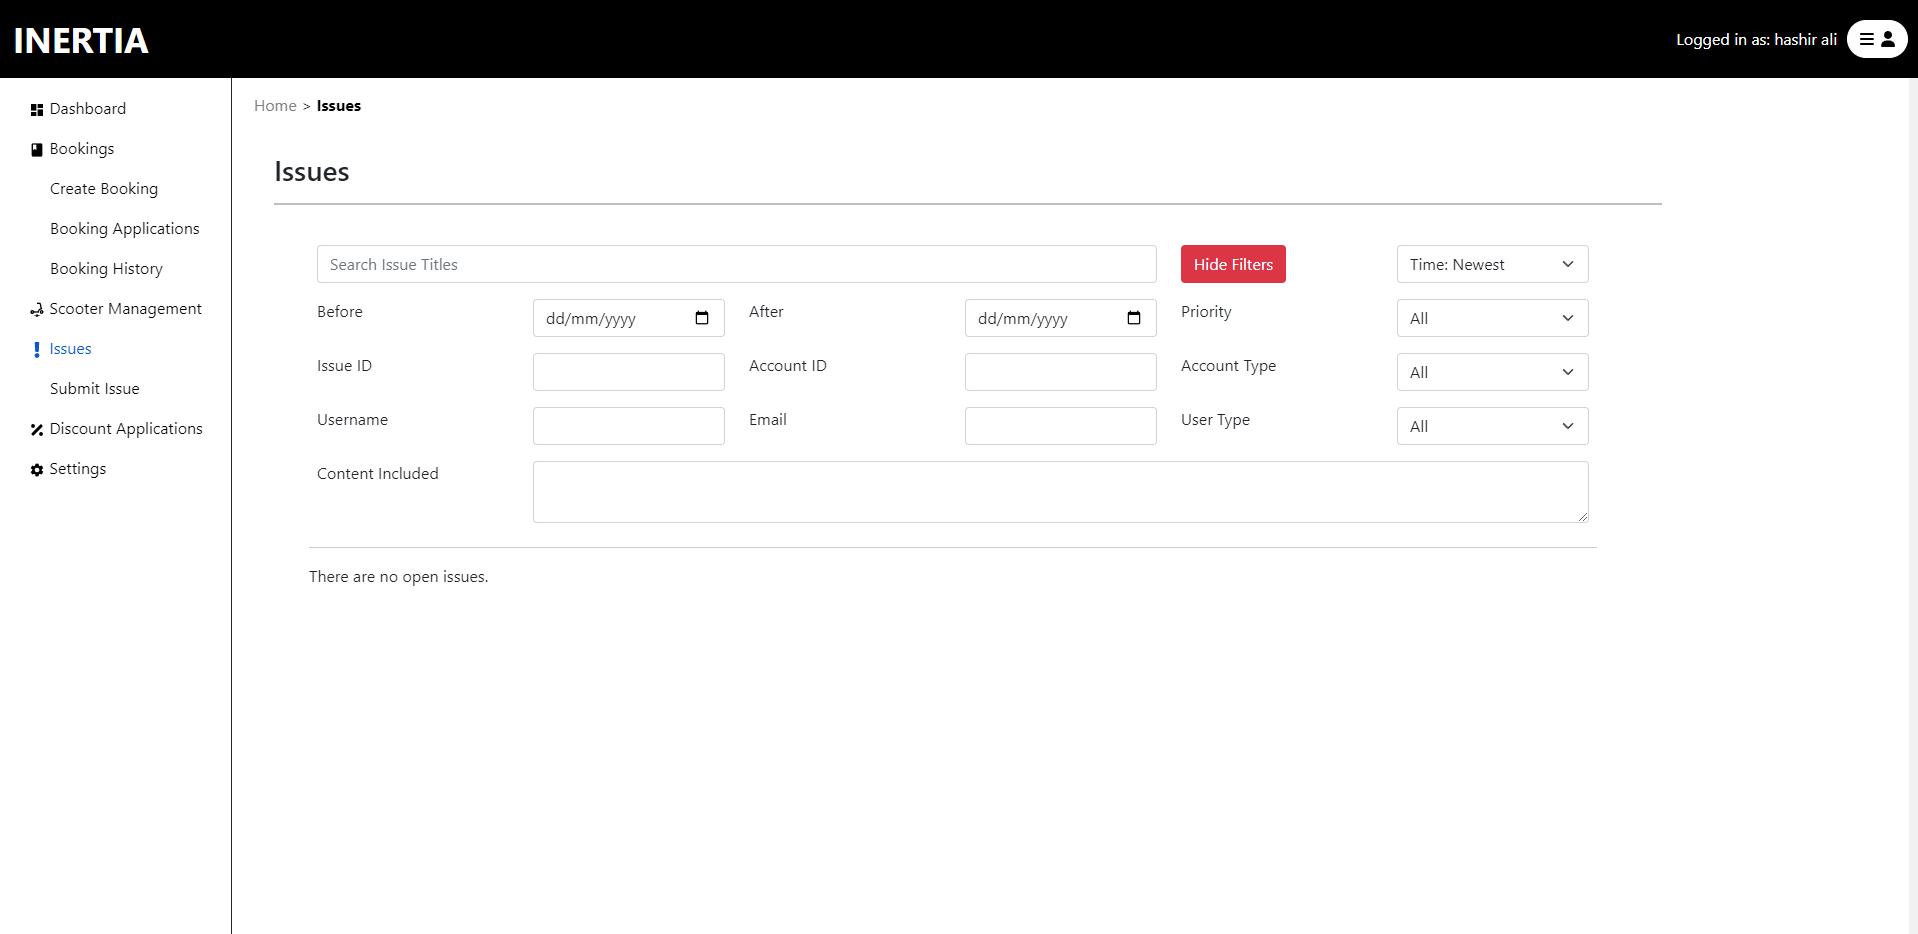 INERTIA
Logged in as: hashir ali
Dashboard
Bookings
Create Booking
Booking Applications
Booking History
Scooter Management
Issues
Submit Issue
Discount Applications
Settings
Home > Issues
Issues
Search Issue Titles
Hide Filters
Time: Newest
Before
dd/mm/yyyy
After
dd/mm/yyyy
Priority
All
Issue ID
Account ID
Account Type
All
Username
Email
User Type
All
Content Included
There are no open issues.